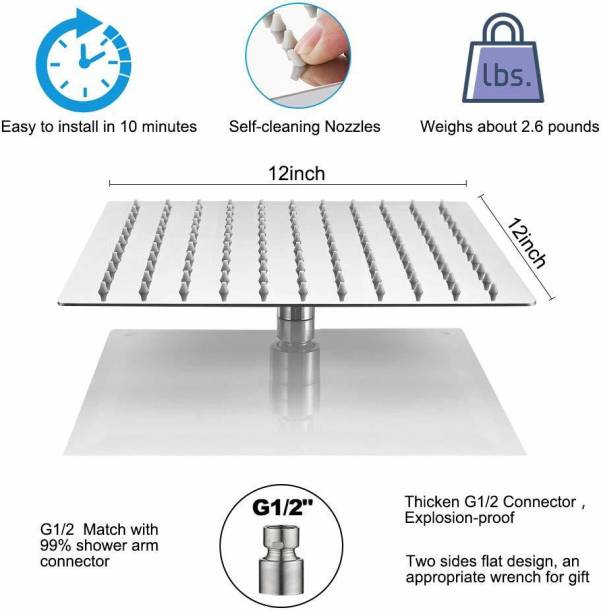 lbs.
Easy to install in 10 minutes
Self-cleaning Nozzles
Weighs about 2.6 pounds
12inch
12inch
G1/2"
G1/2 Match with
99% shower arm
connector
Thicken G1/2 Connector ,
Explosion-proof
Two sides flat design, an
appropriate wrench for gift